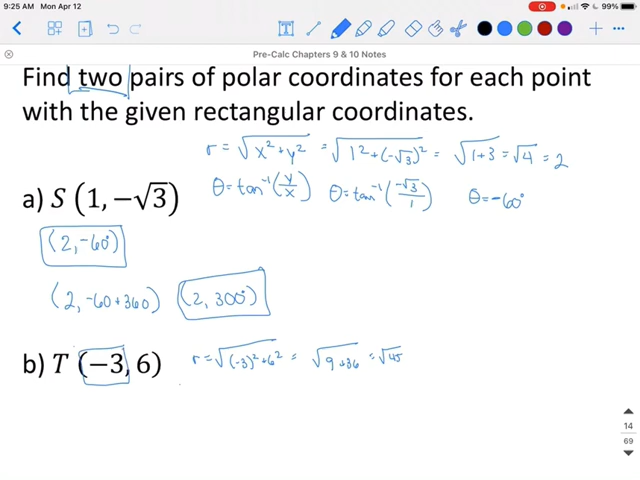 9:25 AM Mon Apr 12
99%
Pre-Calc Chapters 9 & 10 Notes
Find two pairs of polar coordinates for each point
with the given rectangular coordinates.
r = √(x² + y²) = √(1² + (-√3)²) = √(1+3) = √4 = 2
θ = tan⁻¹(y/x) θ = tan⁻¹(-√3/1) θ = -60°
a) S (1, −√3)
(2, -60°)
(2, -60 + 360) (2, 300°)
b) T (−3, 6) r = √((-3)² + 6²) = √(9 + 36) = √45
14
69